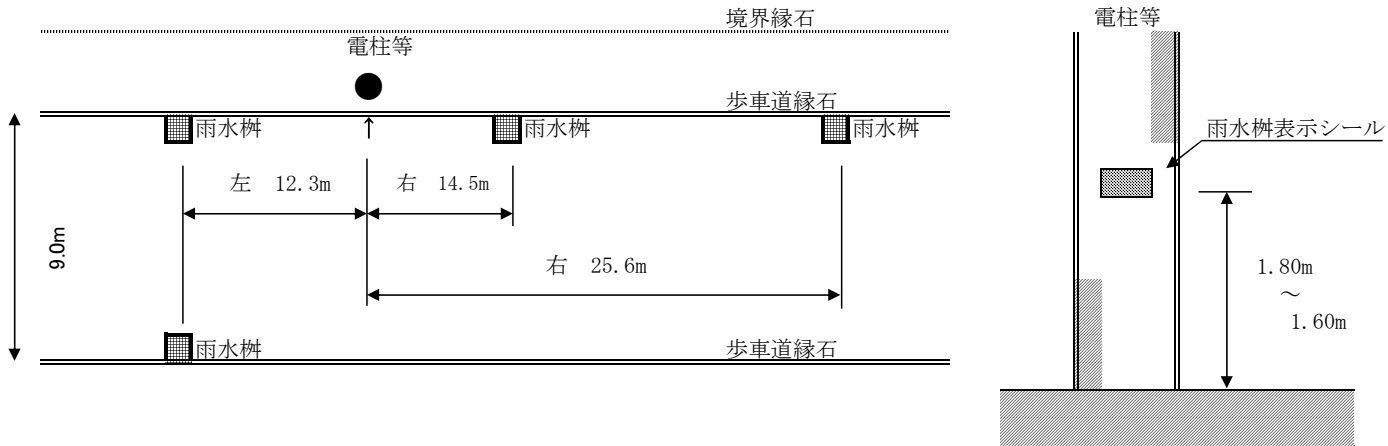 境界縁石
電柱等
歩車道縁石
雨水桝
雨水桝
雨水桝
左　12.3m
右　14.5m
9.0m
右　25.6m
雨水桝
歩車道縁石
電柱等
雨水桝表示シール
1.80m
～
1.60m